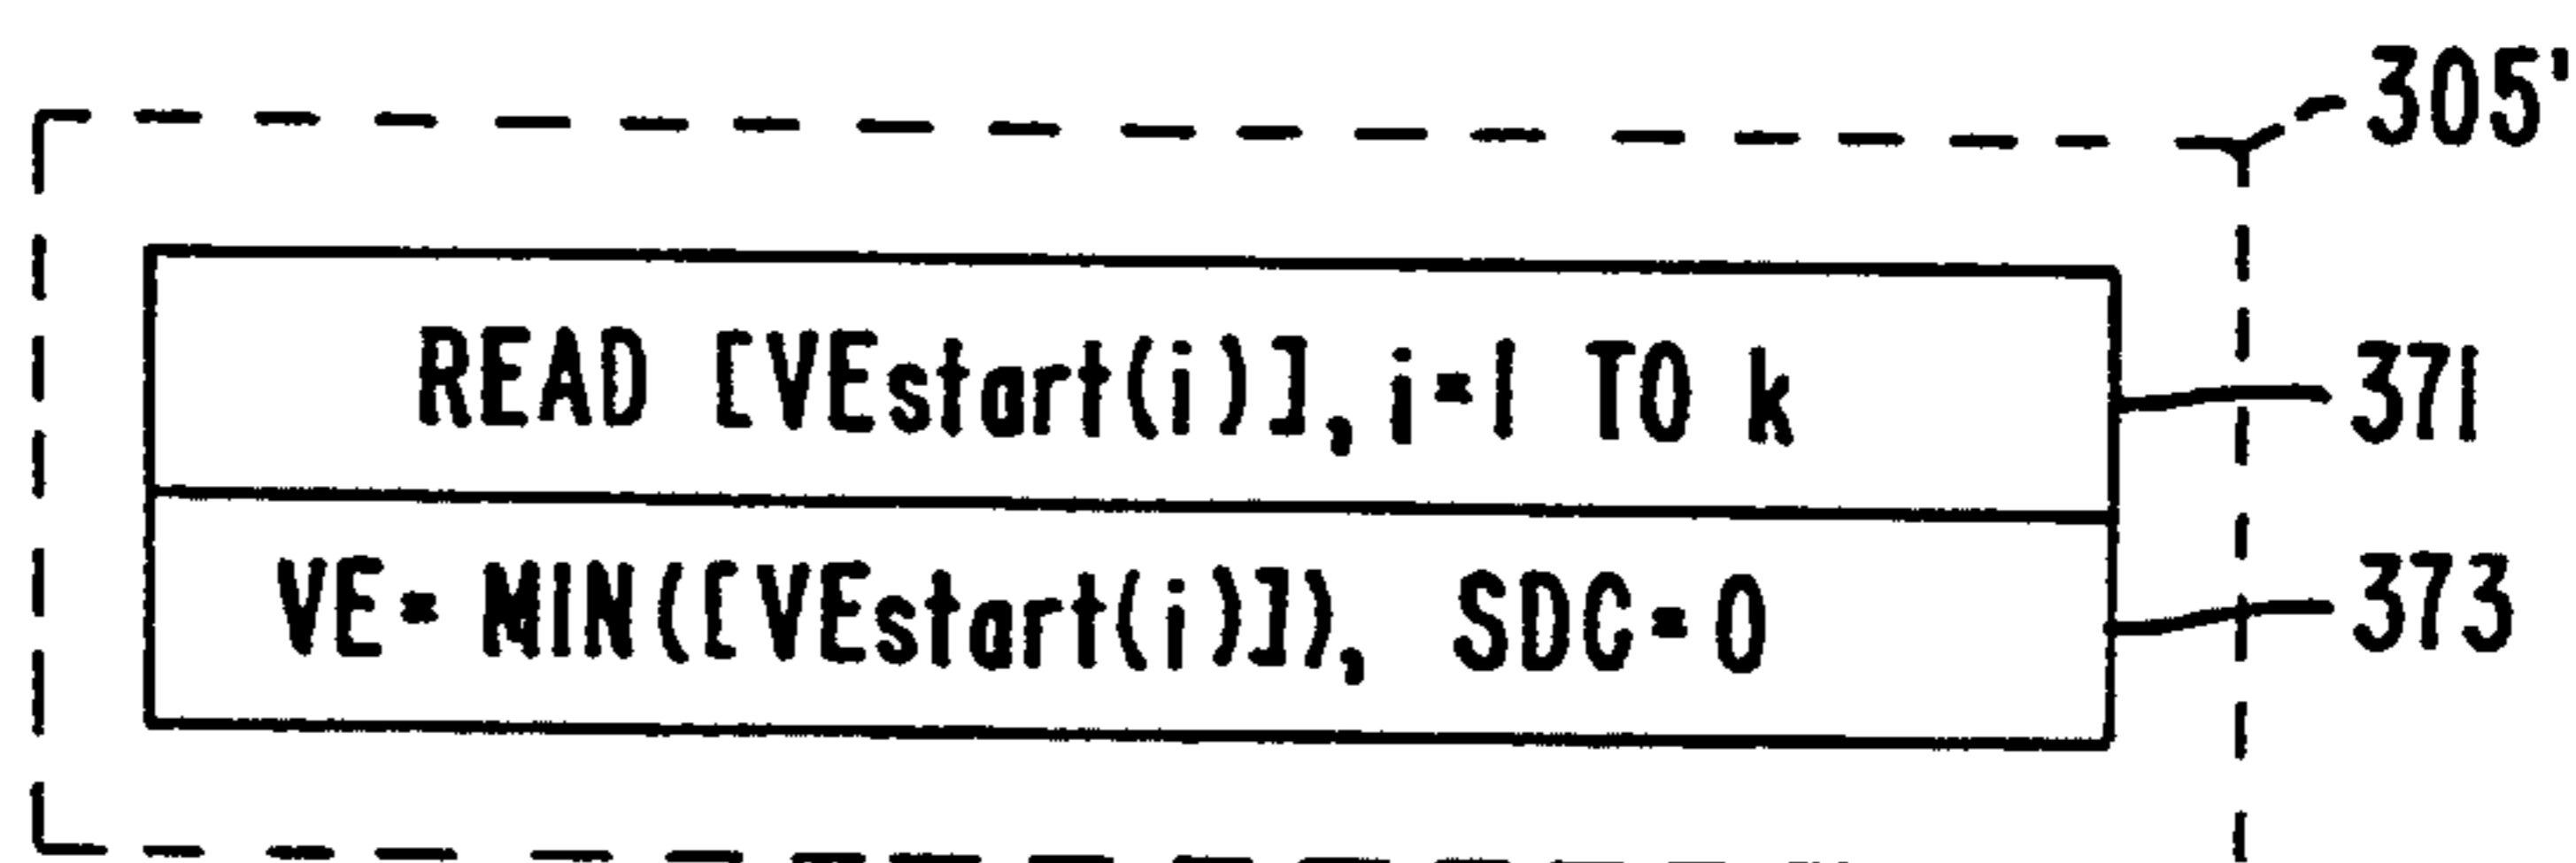 305'
READ [VEstart(i)], i=1 TO k
371
VE= MIN([VEstart(i)]), SDC=0
373